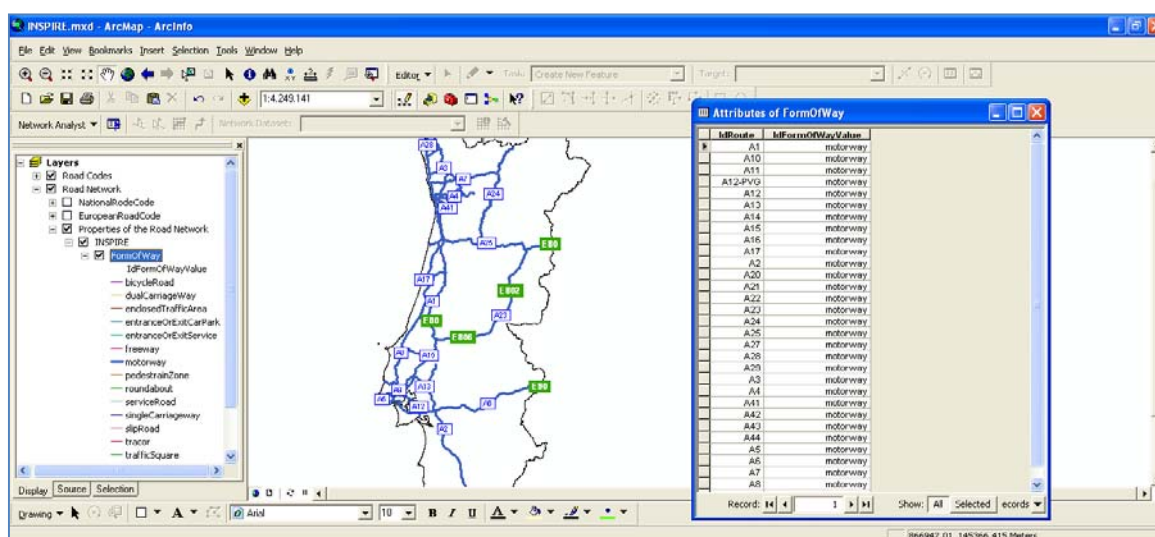 INSPIRE.mxd - ArcMap - ArcInfo
File Edit View Bookmarks Insert Selection Tools Window Help
Editor Task: Create New Feature Target:
1:4.249.141
Network Analyst Network Dataset:
Layers
Road Codes
Road Network
NationalRodeCode
EuropeanRoadCode
Properties of the Road Network
INSPIRE
FormOfWay
IdFormOfWayValue
bicycleRoad
dualCarriageWay
enclosedTrafficArea
entranceOrExitCarPark
entranceOrExitService
freeway
motorway
pedestrainZone
roundabout
serviceRoad
singleCarriageway
slipRoad
tracor
trafficSquare
Display Source Selection
A28
A3
A7
A4
A24
A41
A25
E80
A17
E802
A1
A23
E80
E806
A15
A13
E90
A12
A6
A2
Attributes of FormOfWay
IdRoute IdFormOfWayValue
A1 motorway
A10 motorway
A11 motorway
A12-PVG motorway
A12 motorway
A13 motorway
A14 motorway
A15 motorway
A16 motorway
A17 motorway
A2 motorway
A20 motorway
A21 motorway
A22 motorway
A23 motorway
A24 motorway
A25 motorway
A27 motorway
A28 motorway
A29 motorway
A3 motorway
A4 motorway
A41 motorway
A42 motorway
A43 motorway
A44 motorway
A5 motorway
A6 motorway
A7 motorway
A8 motorway
Record: 1 Show: All Selected ecords
Drawing A Arial 10 B I U A
866947,01 145366,415 Meters